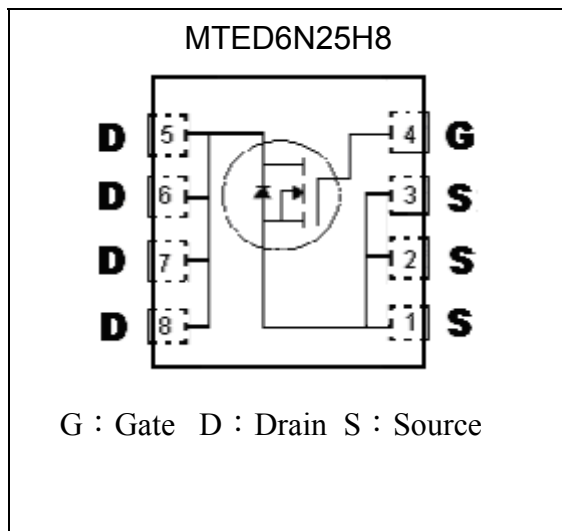 MTED6N25H8
D 5 4 G
D 6 3 S
D 7 2 S
D 8 1 S
G：Gate D：Drain S：Source